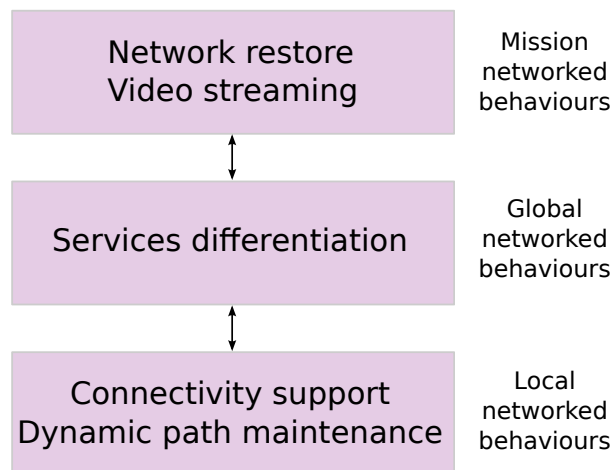 Network restore
Video streaming
Mission
networked
behaviours
Services differentiation
Global
networked
behaviours
Connectivity support
Dynamic path maintenance
Local
networked
behaviours